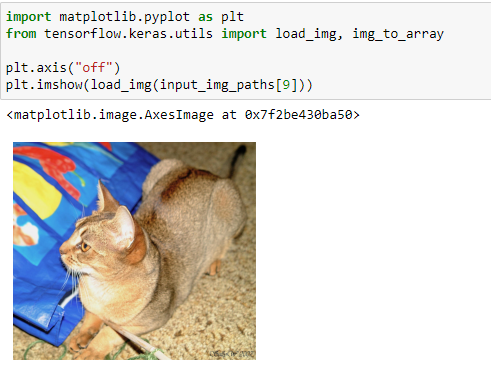 import matplotlib.pyplot as plt
from tensorflow.keras.utils import load_img, img_to_array

plt.axis("off")
plt.imshow(load_img(input_img_paths[9]))
<matplotlib.image.AxesImage at 0x7f2be430ba50>